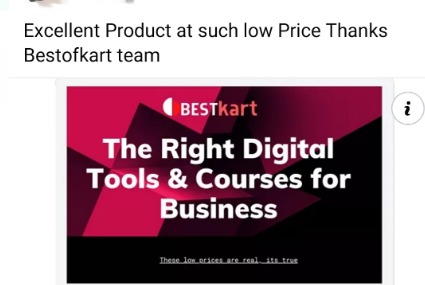 Excellent Product at such low Price Thanks
Bestofkart team
BESTkart
i
The Right Digital
Tools & Courses for
Business
These low prices are real, its true